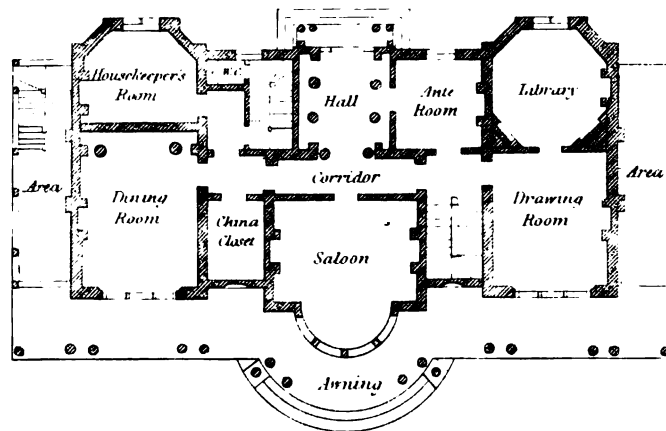 Housekeeper's
Room
W.C.
Hall
Ante
Room
Library
Area
Dining
Room
Corridor
China
Closet
Saloon
Drawing
Room
Area
Awning